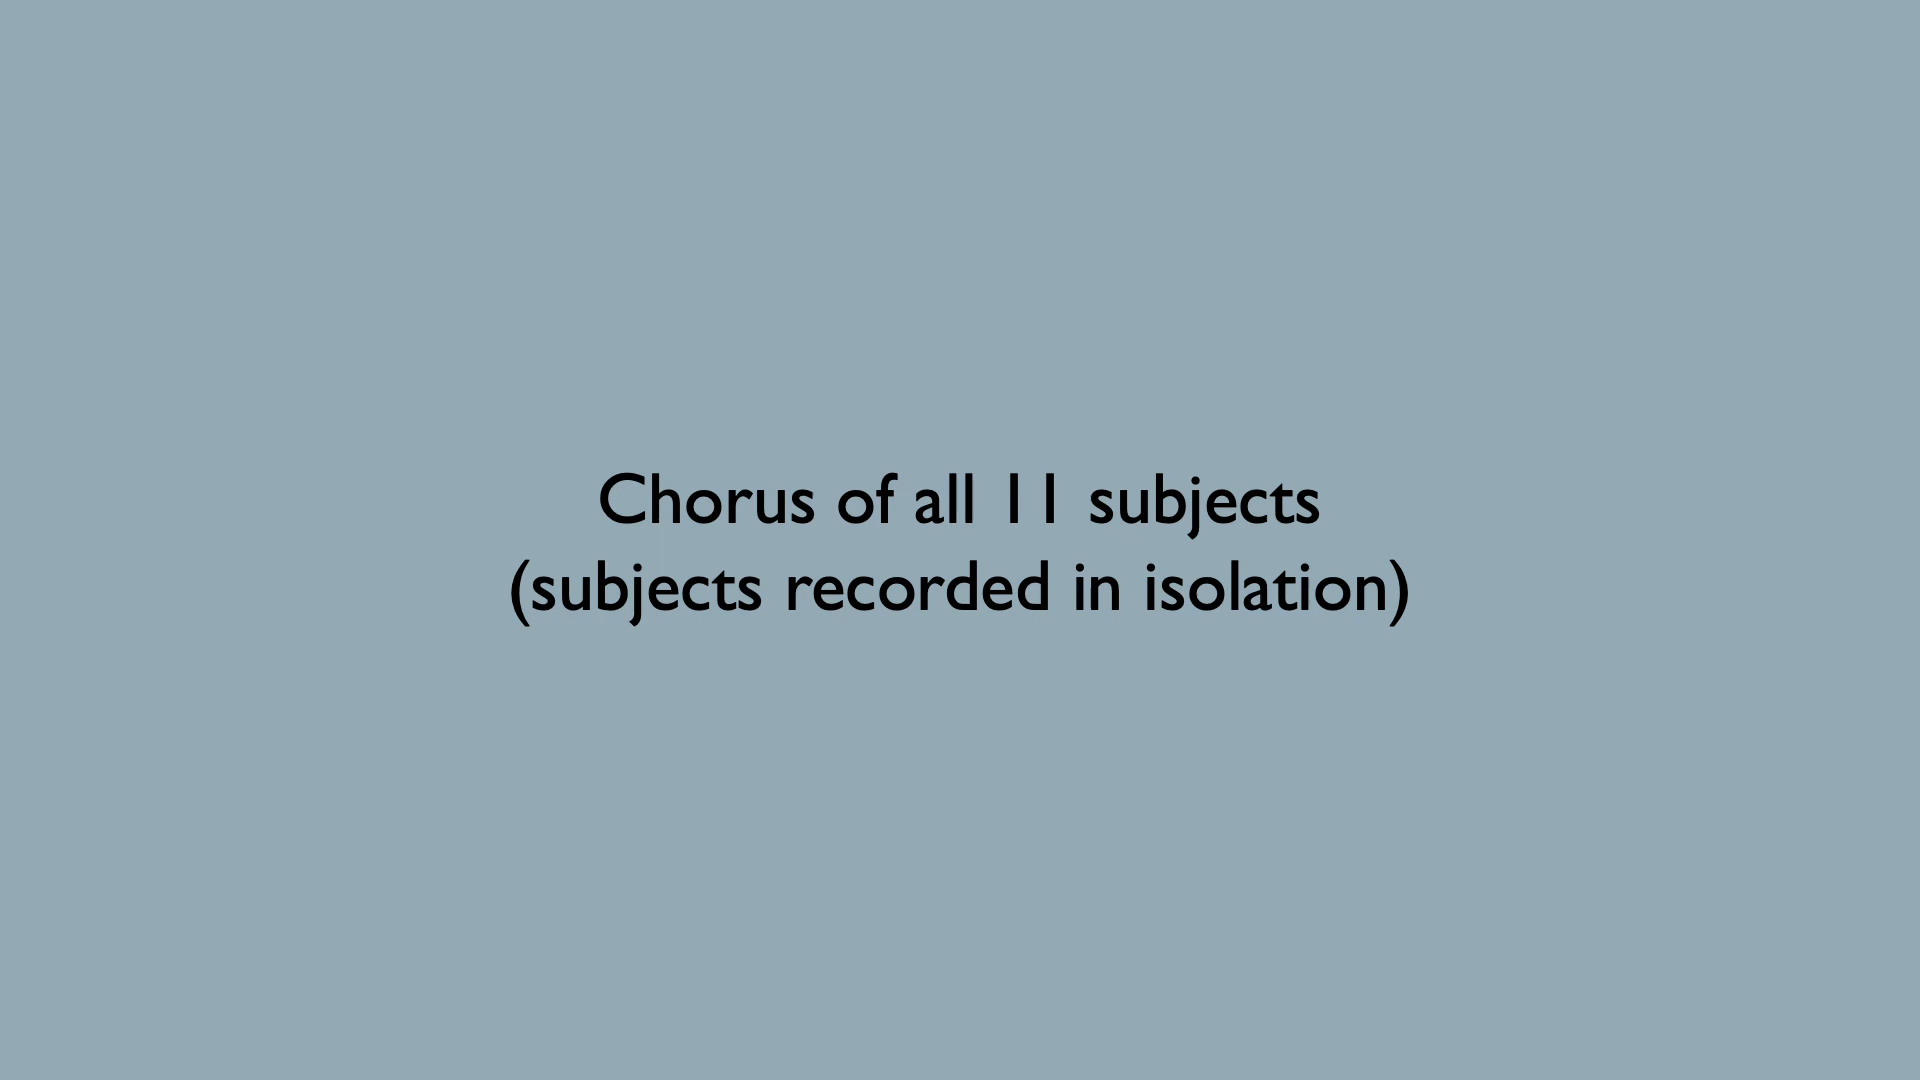 Chorus of all 11 subjects
(subjects recorded in isolation)